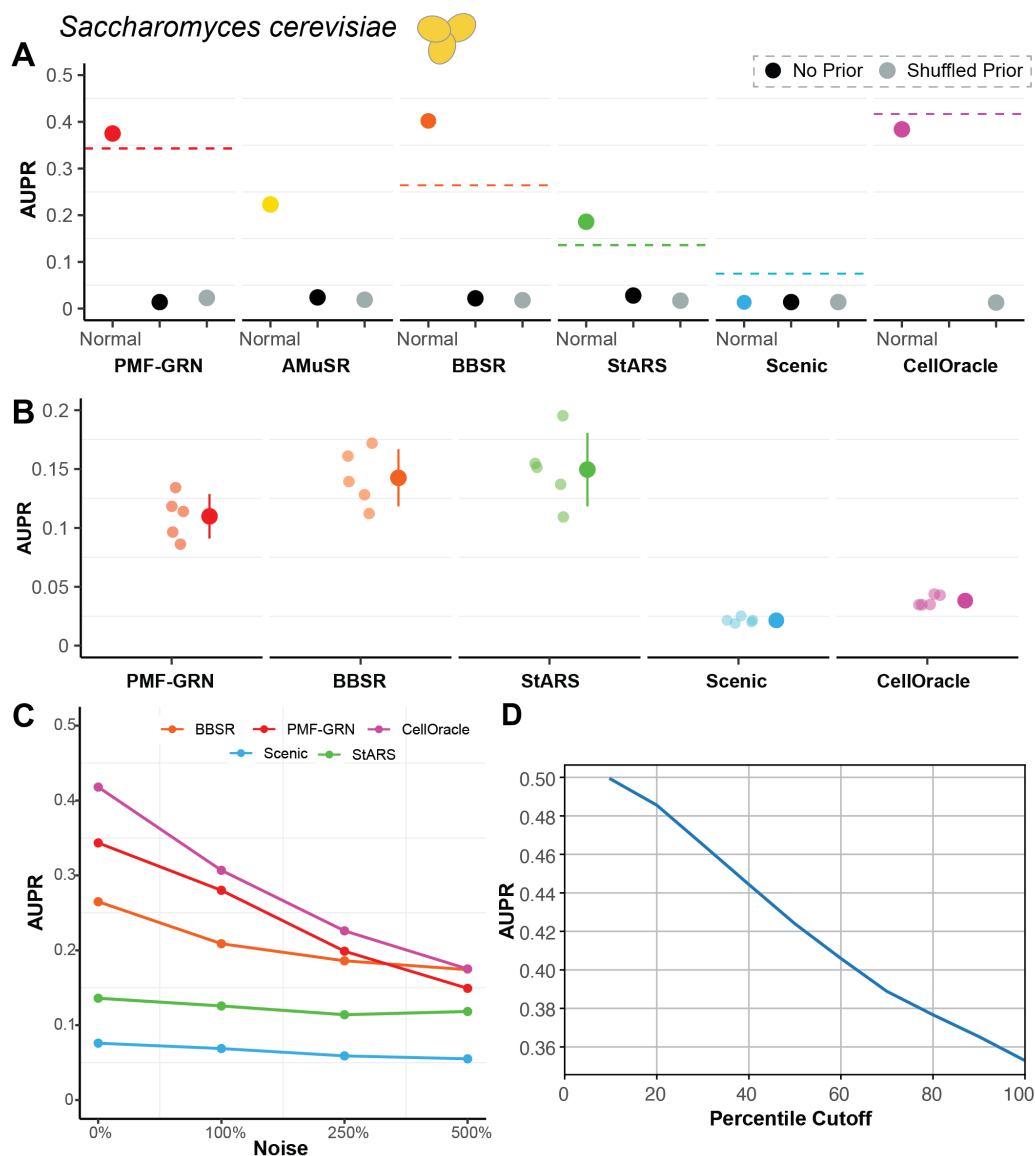 Saccharomyces cerevisiae
A
No Prior
Shuffled Prior
AUPR
0.5
0.4
0.3
0.2
0.1
0
Normal
Normal
Normal
Normal
Normal
Normal
PMF-GRN
AMuSR
BBSR
StARS
Scenic
CellOracle
B
AUPR
0.2
0.15
0.1
0.05
0
PMF-GRN
BBSR
StARS
Scenic
CellOracle
C
BBSR
PMF-GRN
CellOracle
Scenic
StARS
AUPR
0.5
0.4
0.3
0.2
0.1
0
0%
100%
250%
500%
Noise
D
AUPR
0.50
0.48
0.46
0.44
0.42
0.40
0.38
0.36
0
20
40
60
80
100
Percentile Cutoff